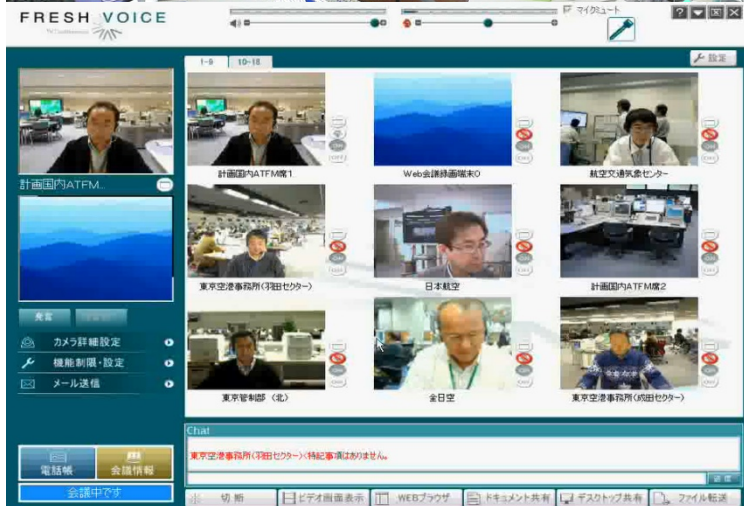 FRESH VOICE
マイクミュート
1-9
10-18
設定
計画国内ATFM...
計画国内ATFM席1
Web会議録画端末0
航空交通気象センター
東京空港事務所(羽田セクター)
日本航空
計画国内ATFM席2
東京管制部(北)
全日空
東京空港事務所(成田セクター)
発言
カメラ詳細設定
機能制限・設定
メール送信
電話帳
会議情報
会議中です
Chat
東京空港事務所(羽田セクター)<特記事項はありません。
送信
切断
ビデオ画面表示
WEBブラウザ
ドキュメント共有
デスクトップ共有
ファイル転送